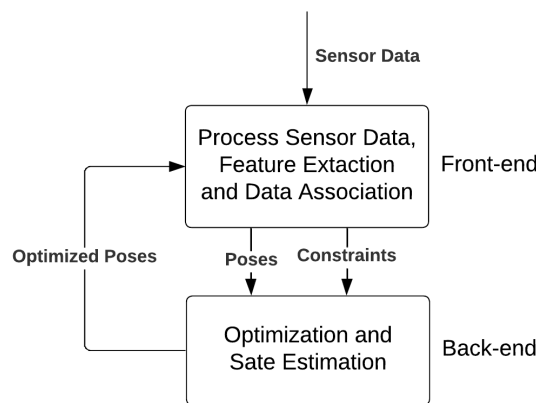 Sensor Data
Process Sensor Data,
Feature Extaction
and Data Association
Front-end
Optimized Poses
Poses
Constraints
Optimization and
Sate Estimation
Back-end